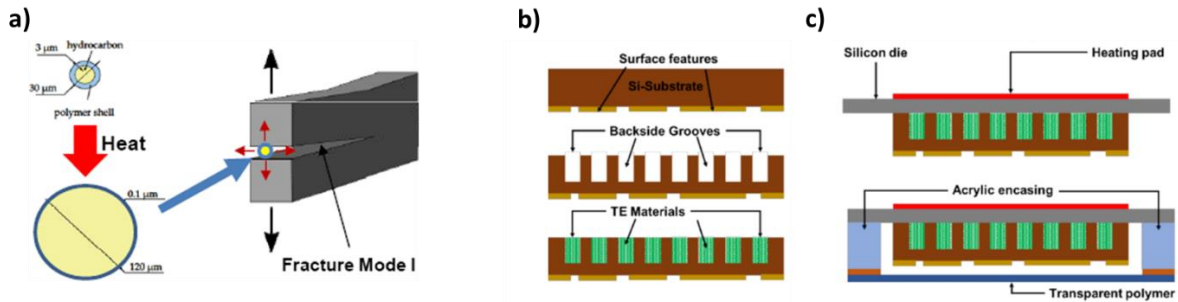 a)
3 µm
hydrocarbon
30 µm
polymer shell
Heat
0.1 µm
120 µm
Fracture Mode I
b)
Surface features
Si-Substrate
Backside Grooves
TE Materials
c)
Silicon die
Heating pad
Acrylic encasing
Transparent polymer